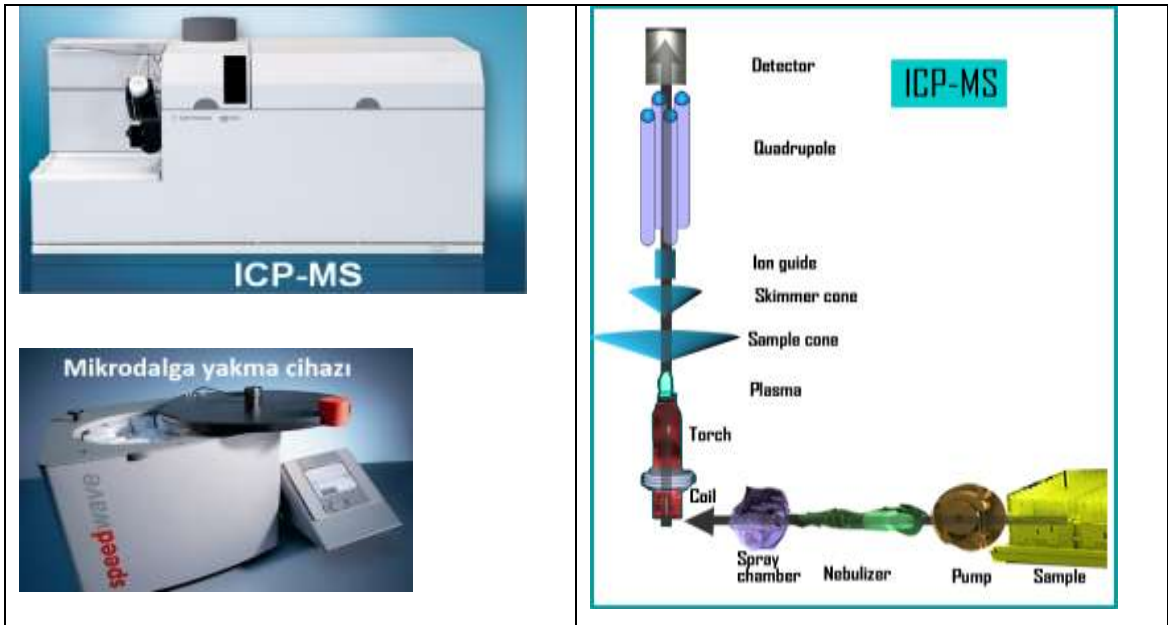 ICP-MS
Mikrodalga yakma cihazı
speedwave
ICP-MS
Detector
Quadrupole
Ion guide
Skimmer cone
Sample cone
Plasma
Torch
Coil
Spray
chamber
Nebulizer
Pump
Sample